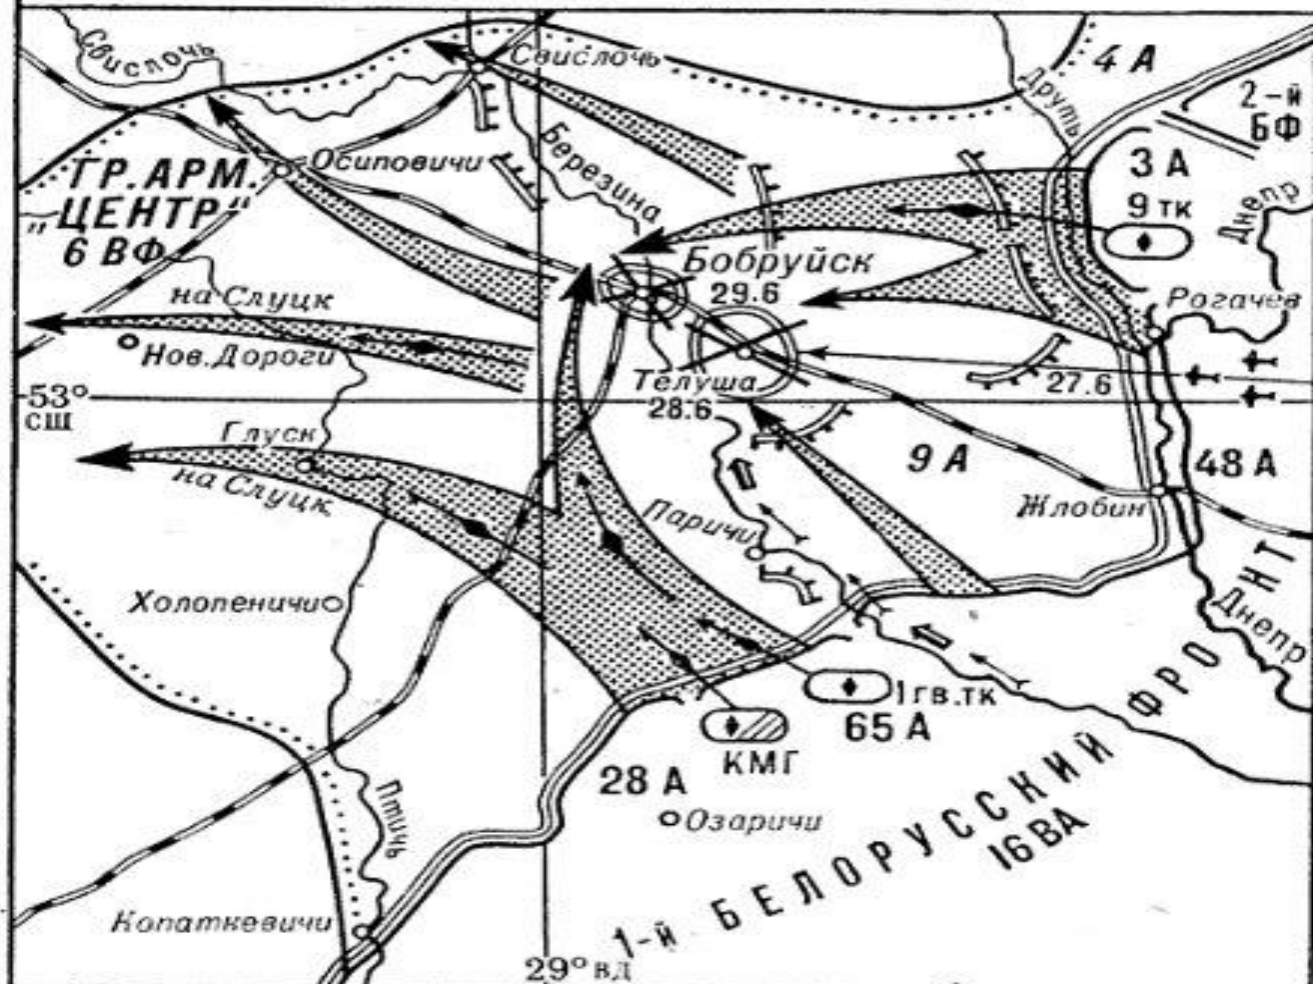 Свислочь
Свислочь
Друть
4 А
2-й
БФ
Березина
Осиповичи
ГР. АРМ.
„ЦЕНТР"
6 ВФ
3 А
9 тк
Днепр
Бобруйск
29.6
на Слуцк
Рогачев
Нов. Дороги
Телуша
28.6
27.6
53°
СШ
Глуск
на Слуцк
9 А
48 А
Паричи
Жлобин
Холопеничи
Днепр
1 гв. тк
65 А
КМГ
28 А
Озаричи
Птичь
Копаткевичи
1-й БЕЛОРУССКИЙ ФРОНТ
16 ВА
29° ВД